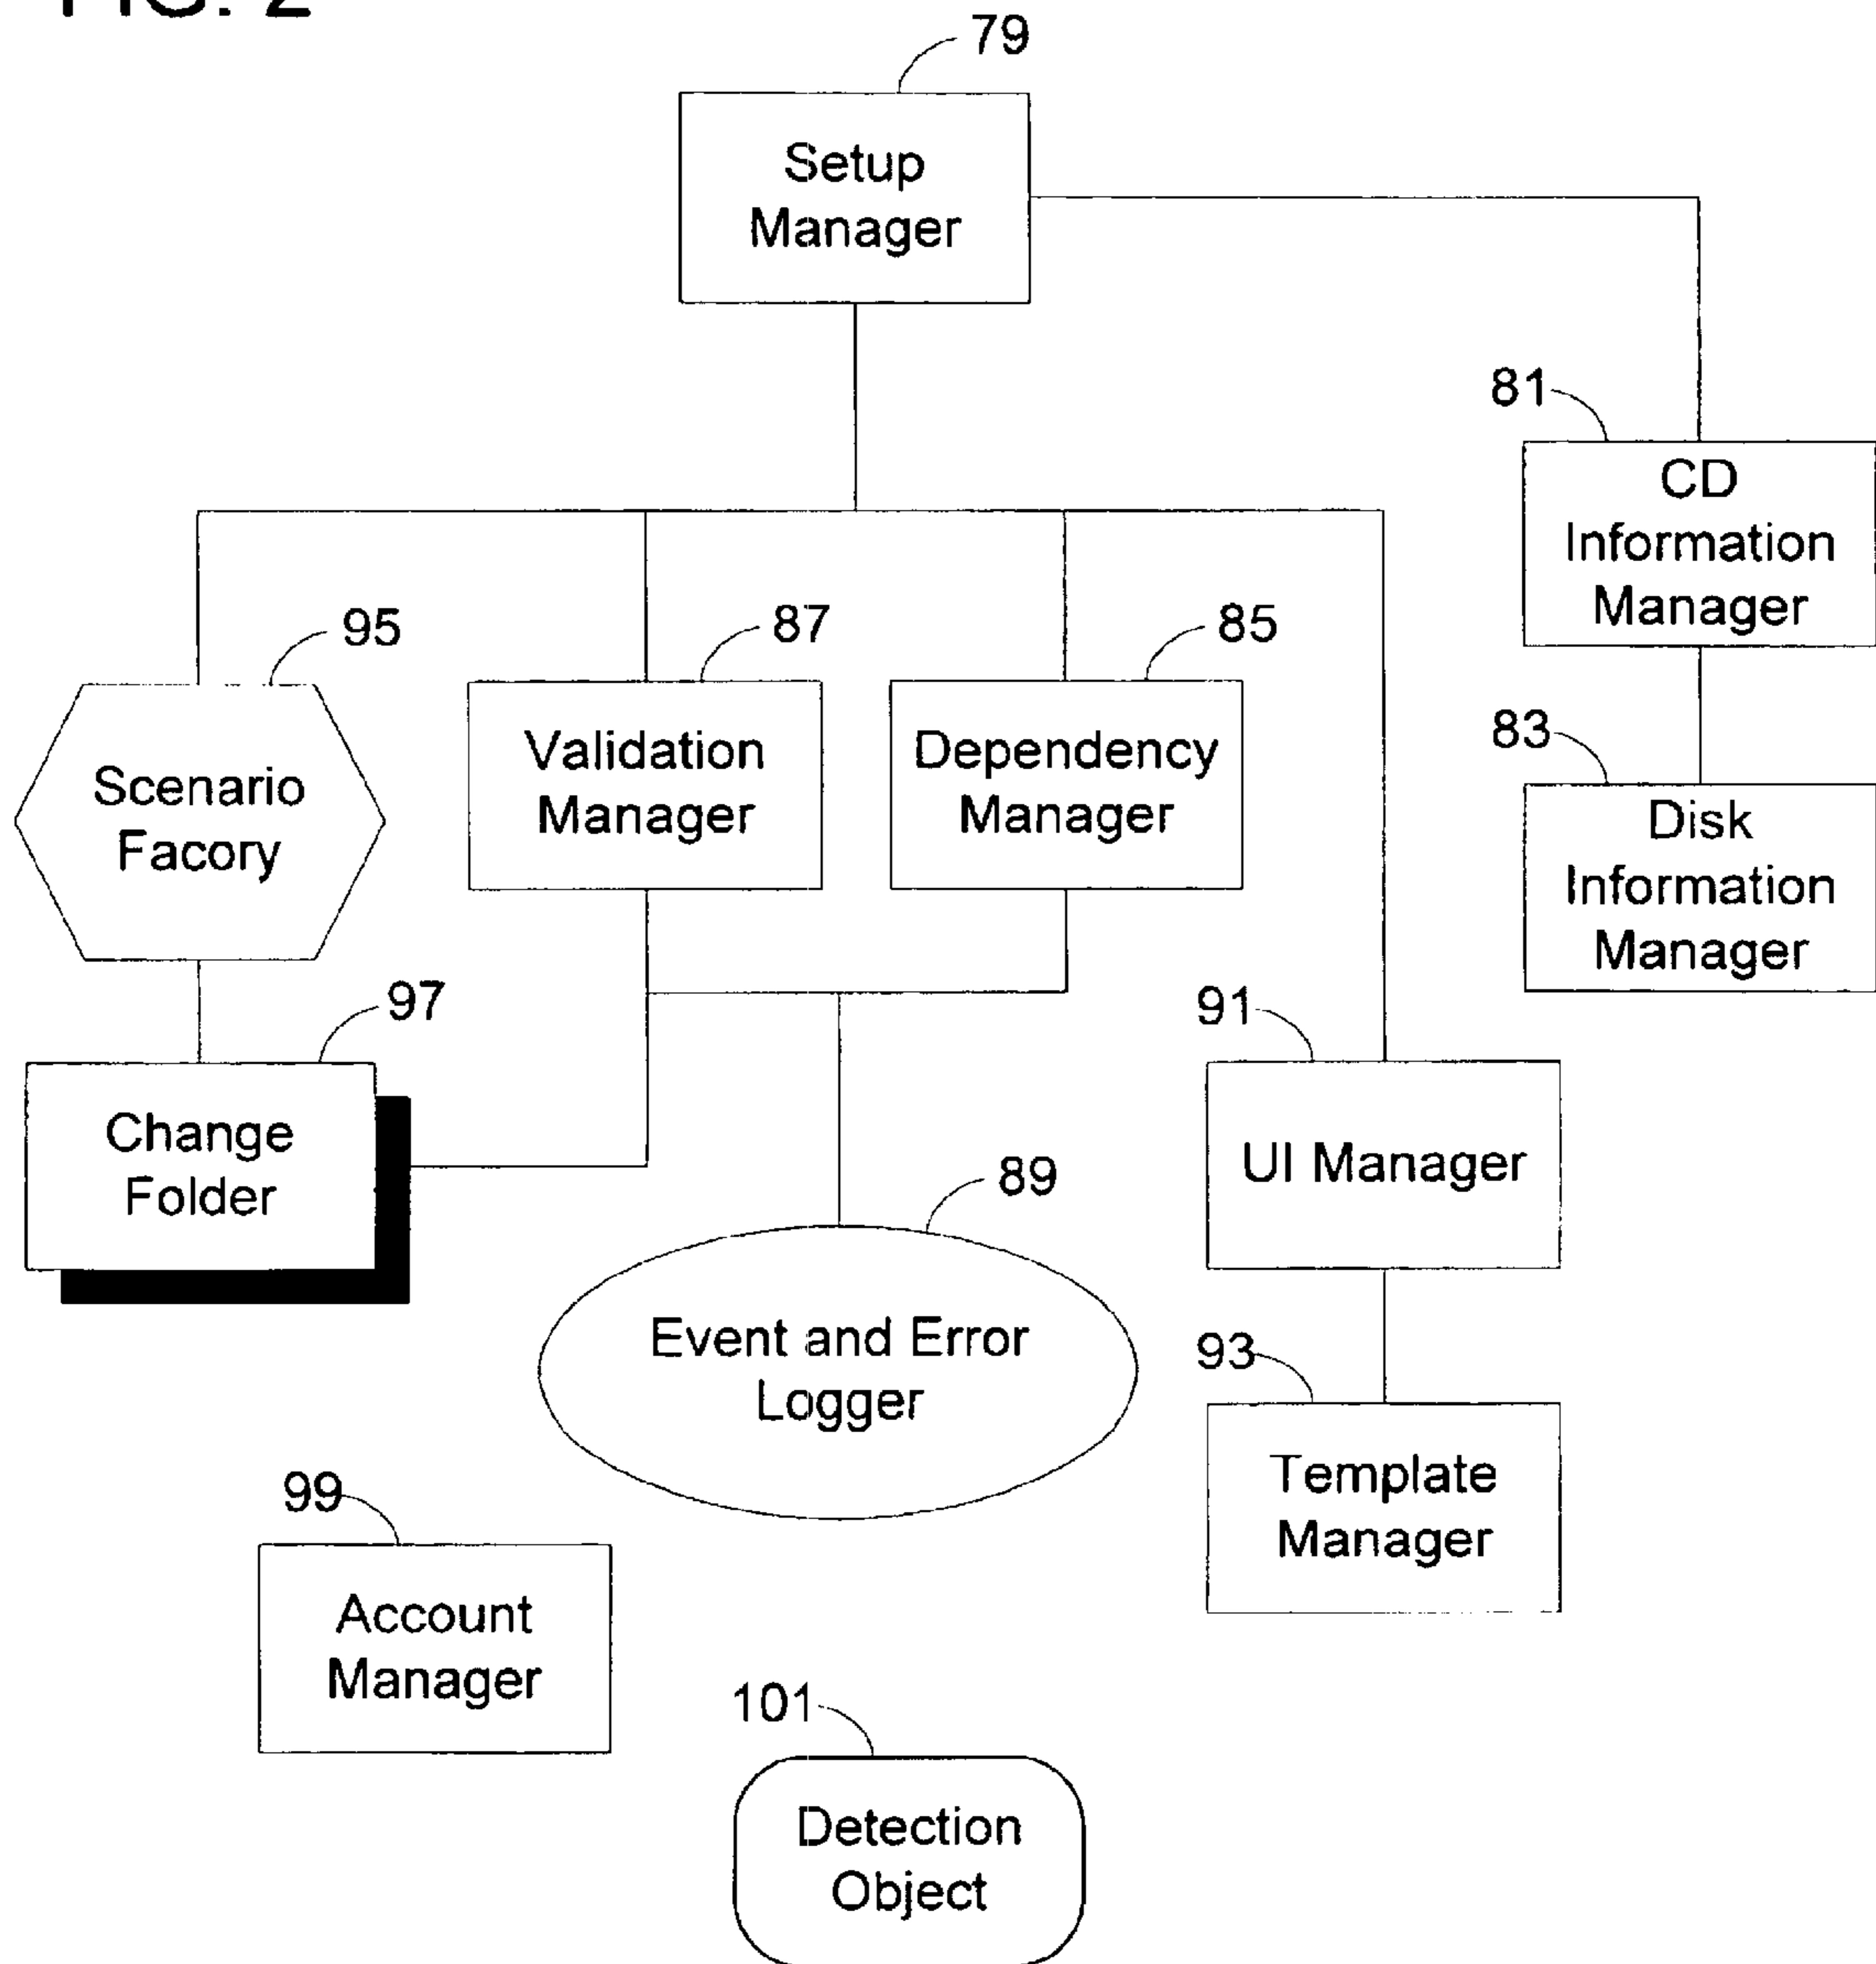 FIG. 2
79
Setup
Manager
81
CD
Information
Manager
95
87
85
Scenario
Facory
Validation
Manager
Dependency
Manager
83
Disk
Information
Manager
97
Change
Folder
91
UI Manager
89
Event and Error
Logger
93
Template
Manager
99
Account
Manager
101
Detection
Object